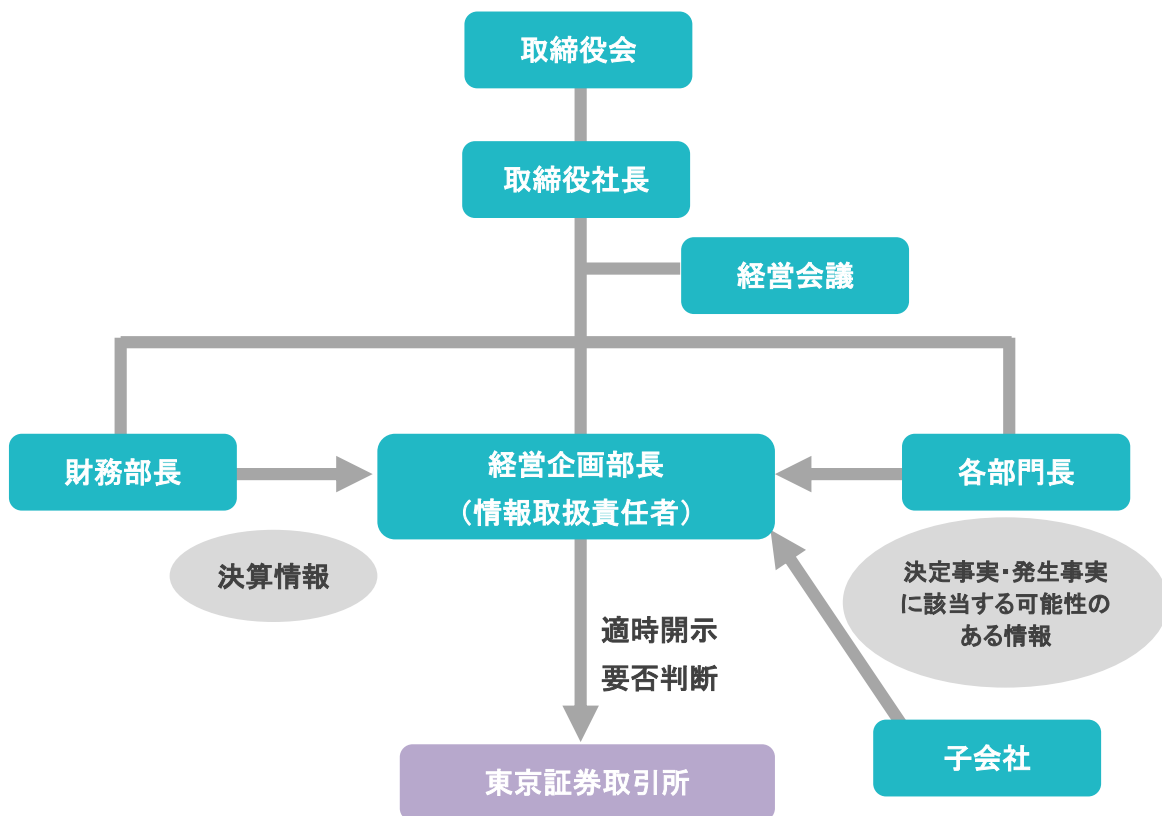 取締役会
取締役社長
経営会議
財務部長
経営企画部長
（情報取扱責任者）
各部門長
決算情報
決定事実・発生事実
に該当する可能性の
ある情報
適時開示
要否判断
子会社
東京証券取引所